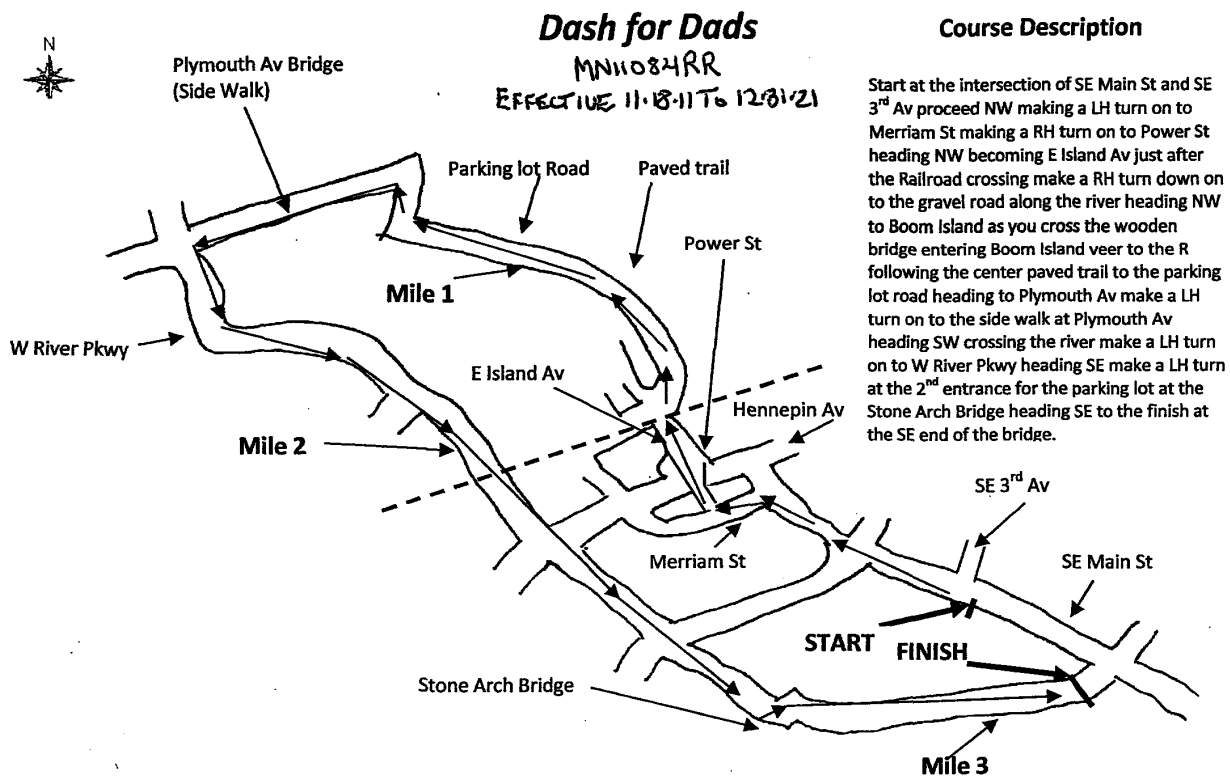 Dash for Dads
MN11084RR
EFFECTIVE 11·18·11 To 12·31·21
Course Description
Start at the intersection of SE Main St and SE
3rd Av proceed NW making a LH turn on to
Merriam St making a RH turn on to Power St
heading NW becoming E Island Av just after
the Railroad crossing make a RH turn down on
to the gravel road along the river heading NW
to Boom Island as you cross the wooden
bridge entering Boom Island veer to the R
following the center paved trail to the parking
lot road heading to Plymouth Av make a LH
turn on to the side walk at Plymouth Av
heading SW crossing the river make a LH turn
on to W River Pkwy heading SE make a LH turn
at the 2nd entrance for the parking lot at the
Stone Arch Bridge heading SE to the finish at
the SE end of the bridge.
N
Plymouth Av Bridge
(Side Walk)
Parking lot Road
Paved trail
Power St
Mile 1
W River Pkwy
E Island Av
Hennepin Av
Mile 2
SE 3rd Av
Merriam St
SE Main St
START
FINISH
Stone Arch Bridge
Mile 3